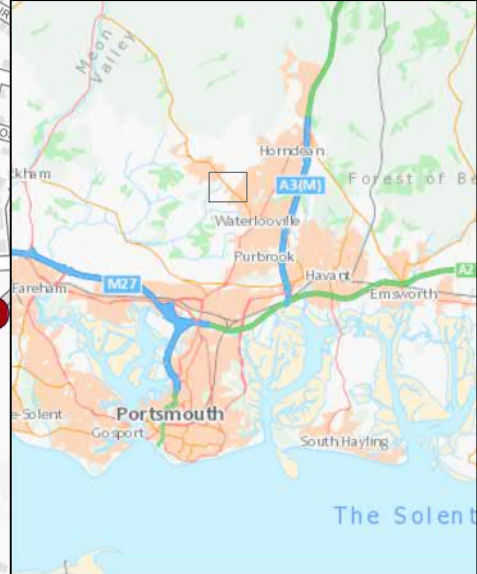 Meon
Valley
Horndean
ckham
A3(M)
Forest of Be
Waterlooville
Purbrook
Havant
M27
A2
Fareham
Emsworth
e-Solent
Portsmouth
Gosport
South Hayling
The Solent